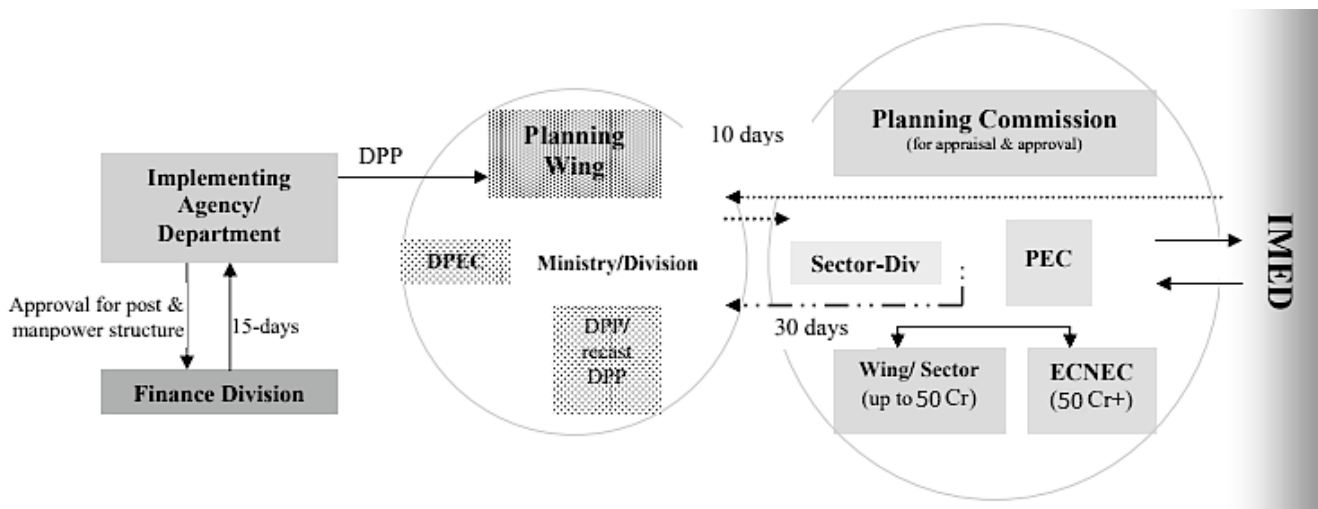 Planning
Wing
10 days
Planning Commission
(for appraisal & approval)
DPP
Implementing
Agency/
Department
DPEC
Ministry/Division
Sector-Div
PEC
IMED
Approval for post &
manpower structure
15-days
DPP/
recast
DPP
30 days
Finance Division
Wing/ Sector
(up to 50 Cr)
ECNEC
(50 Cr+)